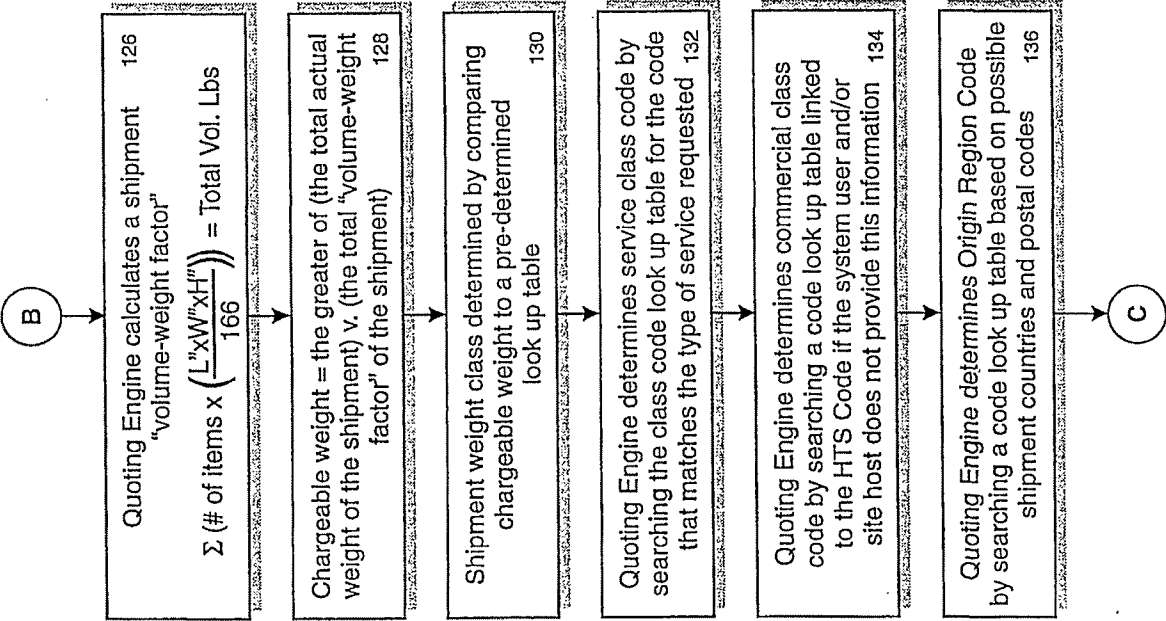 B
Quoting Engine calculates a shipment 126
"volume-weight factor"
Σ (# of items x (L"xW"xH" / 166)) = Total Vol. Lbs
Chargeable weight = the greater of (the total actual
weight of the shipment) v. (the total "volume-weight
factor" of the shipment) 128
Shipment weight class determined by comparing
chargeable weight to a pre-determined 130
look up table
Quoting Engine determines service class code by
searching the class code look up table for the code
that matches the type of service requested 132
Quoting Engine determines commercial class
code by searching a code look up table linked
to the HTS Code if the system user and/or
site host does not provide this information 134
Quoting Engine determines Origin Region Code
by searching a code look up table based on possible
shipment countries and postal codes 136
C